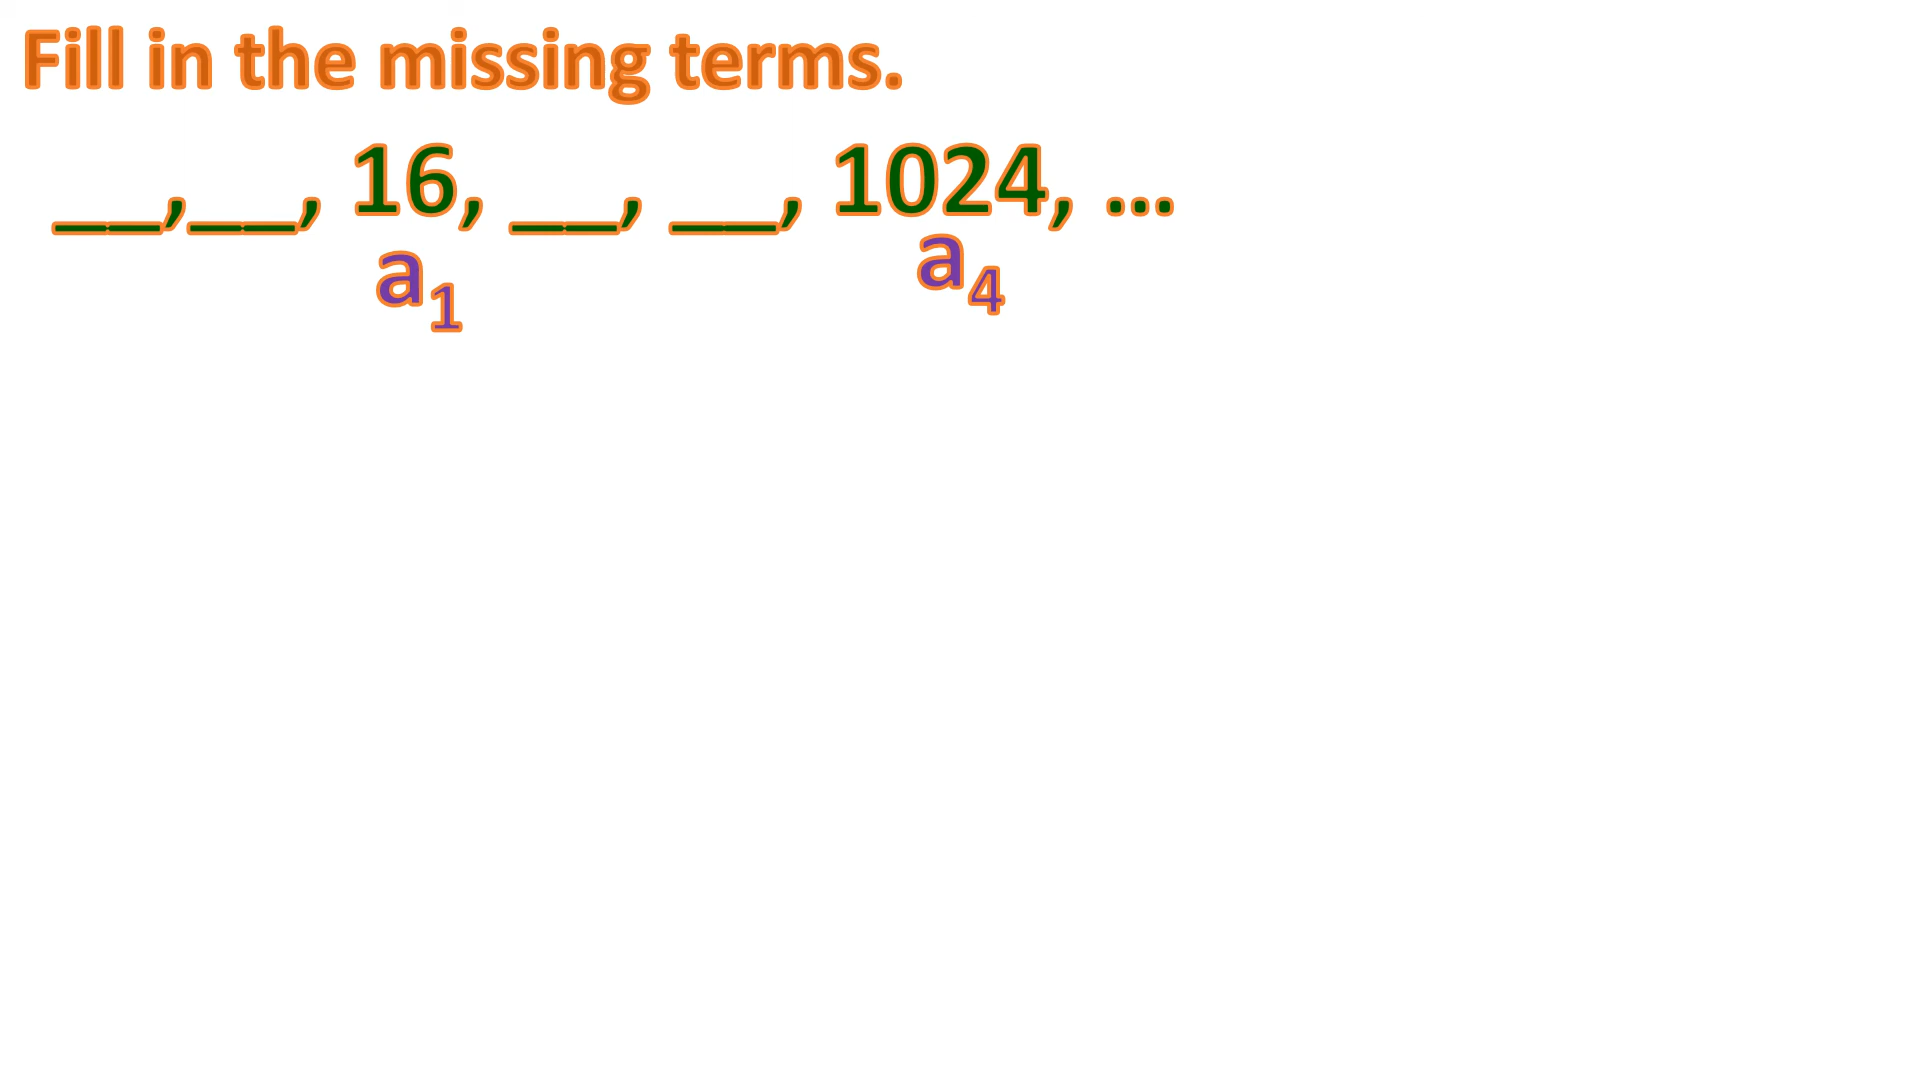 Fill in the missing terms.
__,__, 16, __, __, 1024, ...
a₁ a₄